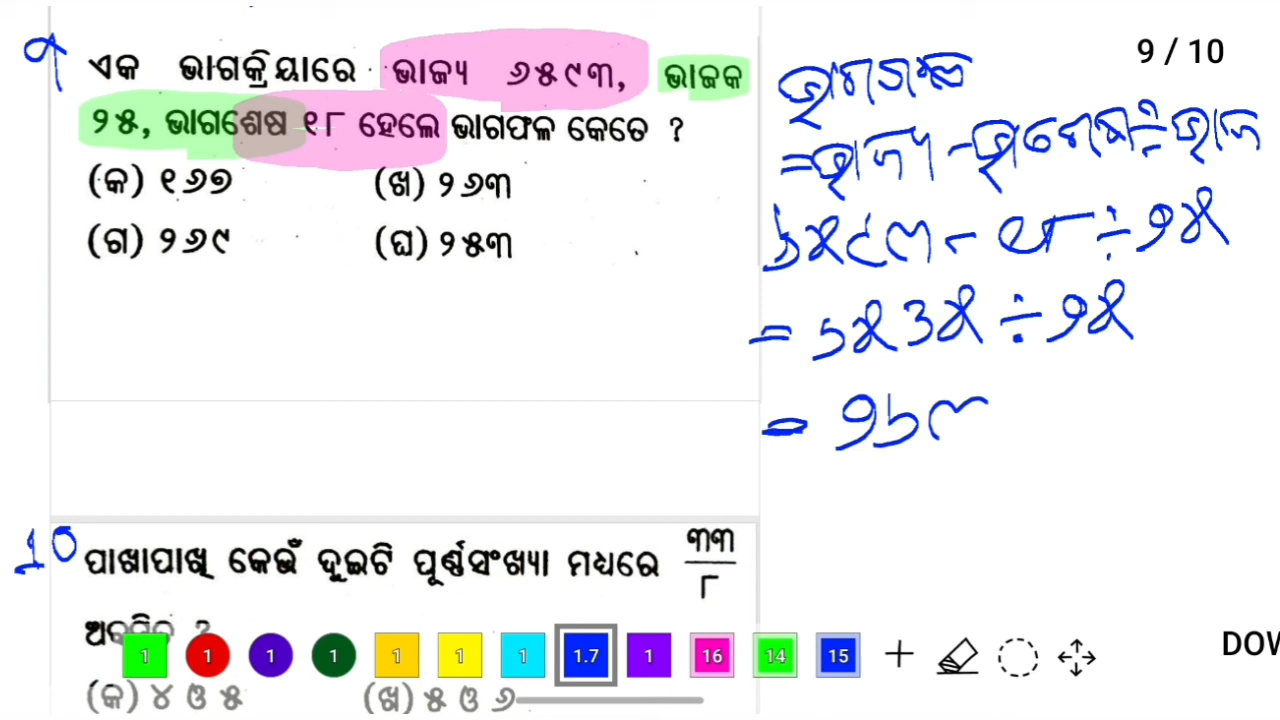 9 / 10
୯
ଏକ ଭାଗକ୍ରିୟାରେ ଭାଜ୍ୟ ୬୫୯୩, ଭାଜକ
୨୫, ଭାଗଶେଷ ୧୮ ହେଲେ ଭାଗଫଳ କେତେ ?
(କ) ୧୬୭ (ଖ) ୨୬୩
(ଗ) ୨୬୯ (ଘ) ୨୫୩
ଭାଗଫଳ
= ଭାଜ୍ୟ - ଭାଗଶେଷ ÷ ଭାଜ
୬୫୯୩ - ୧୮ ÷ ୨୫
= ୬୫୭୫ ÷ ୨୫
= ୨୬୩
10
ପାଖାପାଖି କେଉଁ ଦୁଇଟି ପୂର୍ଣ୍ଣସଂଖ୍ୟା ମଧ୍ୟରେ ୩୩/୮
(କ) ୪ ଓ ୫ (ଖ) ୫ ଓ ୬
1 1 1 1 1 1 1 1.7 1 16 14 15
DOW